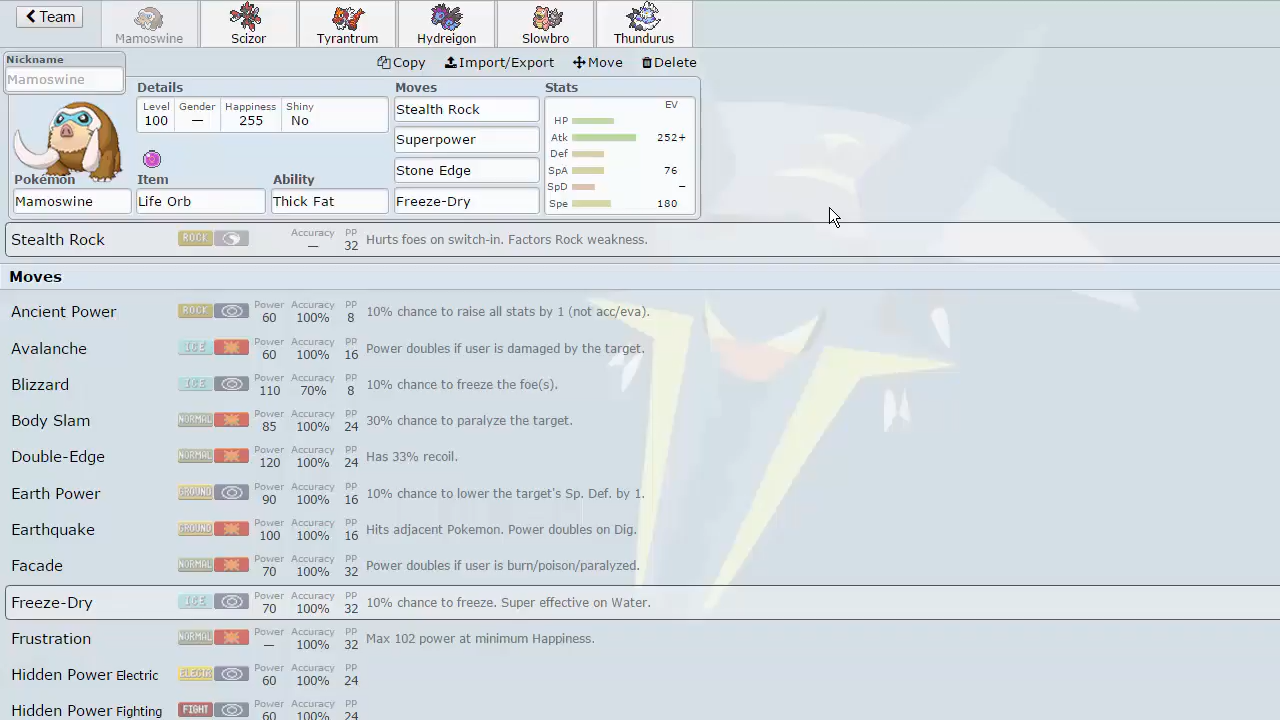 Team
Mamoswine Scizor Tyrantrum Hydreigon Slowbro Thundurus
Copy Import/Export Move Delete
Nickname
Mamoswine
Details
Level Gender Happiness Shiny
100 — 255 No
Pokémon Item Ability
Mamoswine Life Orb Thick Fat
Moves
Stealth Rock
Superpower
Stone Edge
Freeze-Dry
Stats
EV
HP
Atk 252+
Def
SpA 76
SpD –
Spe 180
Stealth Rock ROCK Accuracy — PP 32 Hurts foes on switch-in. Factors Rock weakness.
Moves
Ancient Power ROCK Power 60 Accuracy 100% PP 8 10% chance to raise all stats by 1 (not acc/eva).
Avalanche ICE Power 60 Accuracy 100% PP 16 Power doubles if user is damaged by the target.
Blizzard ICE Power 110 Accuracy 70% PP 8 10% chance to freeze the foe(s).
Body Slam NORMAL Power 85 Accuracy 100% PP 24 30% chance to paralyze the target.
Double-Edge NORMAL Power 120 Accuracy 100% PP 24 Has 33% recoil.
Earth Power GROUND Power 90 Accuracy 100% PP 16 10% chance to lower the target's Sp. Def. by 1.
Earthquake GROUND Power 100 Accuracy 100% PP 16 Hits adjacent Pokemon. Power doubles on Dig.
Facade NORMAL Power 70 Accuracy 100% PP 32 Power doubles if user is burn/poison/paralyzed.
Freeze-Dry ICE Power 70 Accuracy 100% PP 32 10% chance to freeze. Super effective on Water.
Frustration NORMAL Power — Accuracy 100% PP 32 Max 102 power at minimum Happiness.
Hidden Power Electric ELECTR Power 60 Accuracy 100% PP 24
Hidden Power Fighting FIGHT Power 60 Accuracy 100% PP 24